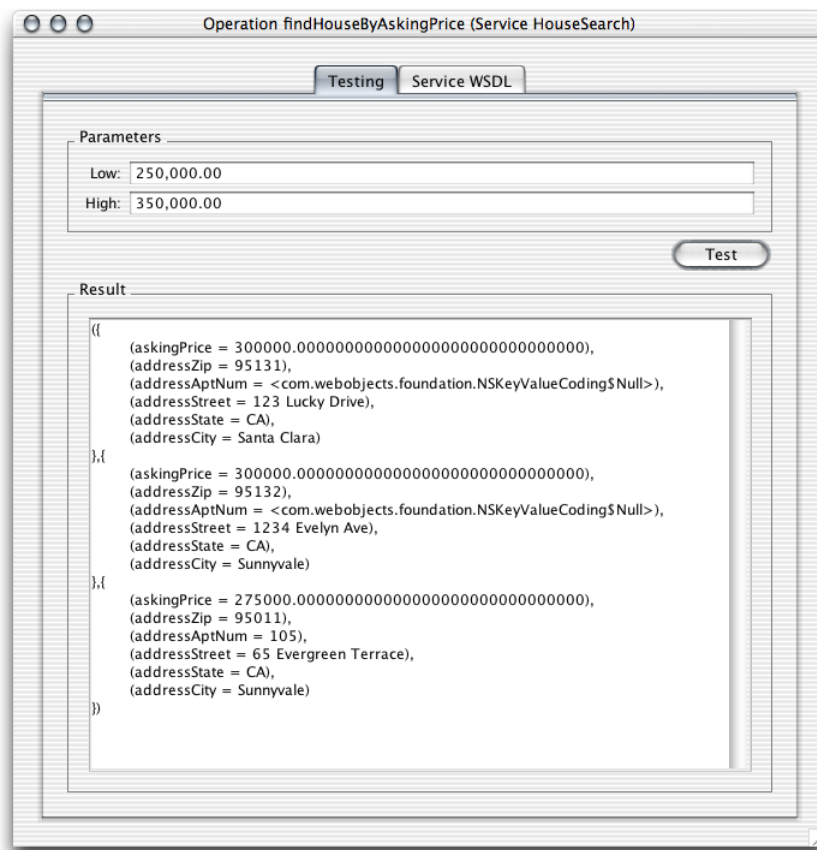 Operation findHouseByAskingPrice (Service HouseSearch)
Testing Service WSDL
Parameters
Low: 250,000.00
High: 350,000.00
Test
Result
({
(askingPrice = 300000.0000000000000000000000000000),
(addressZip = 95131),
(addressAptNum = <com.webobjects.foundation.NSKeyValueCoding$Null>),
(addressStreet = 123 Lucky Drive),
(addressState = CA),
(addressCity = Santa Clara)
},{
(askingPrice = 300000.0000000000000000000000000000),
(addressZip = 95132),
(addressAptNum = <com.webobjects.foundation.NSKeyValueCoding$Null>),
(addressStreet = 1234 Evelyn Ave),
(addressState = CA),
(addressCity = Sunnyvale)
},{
(askingPrice = 275000.0000000000000000000000000000),
(addressZip = 95011),
(addressAptNum = 105),
(addressStreet = 65 Evergreen Terrace),
(addressState = CA),
(addressCity = Sunnyvale)
})